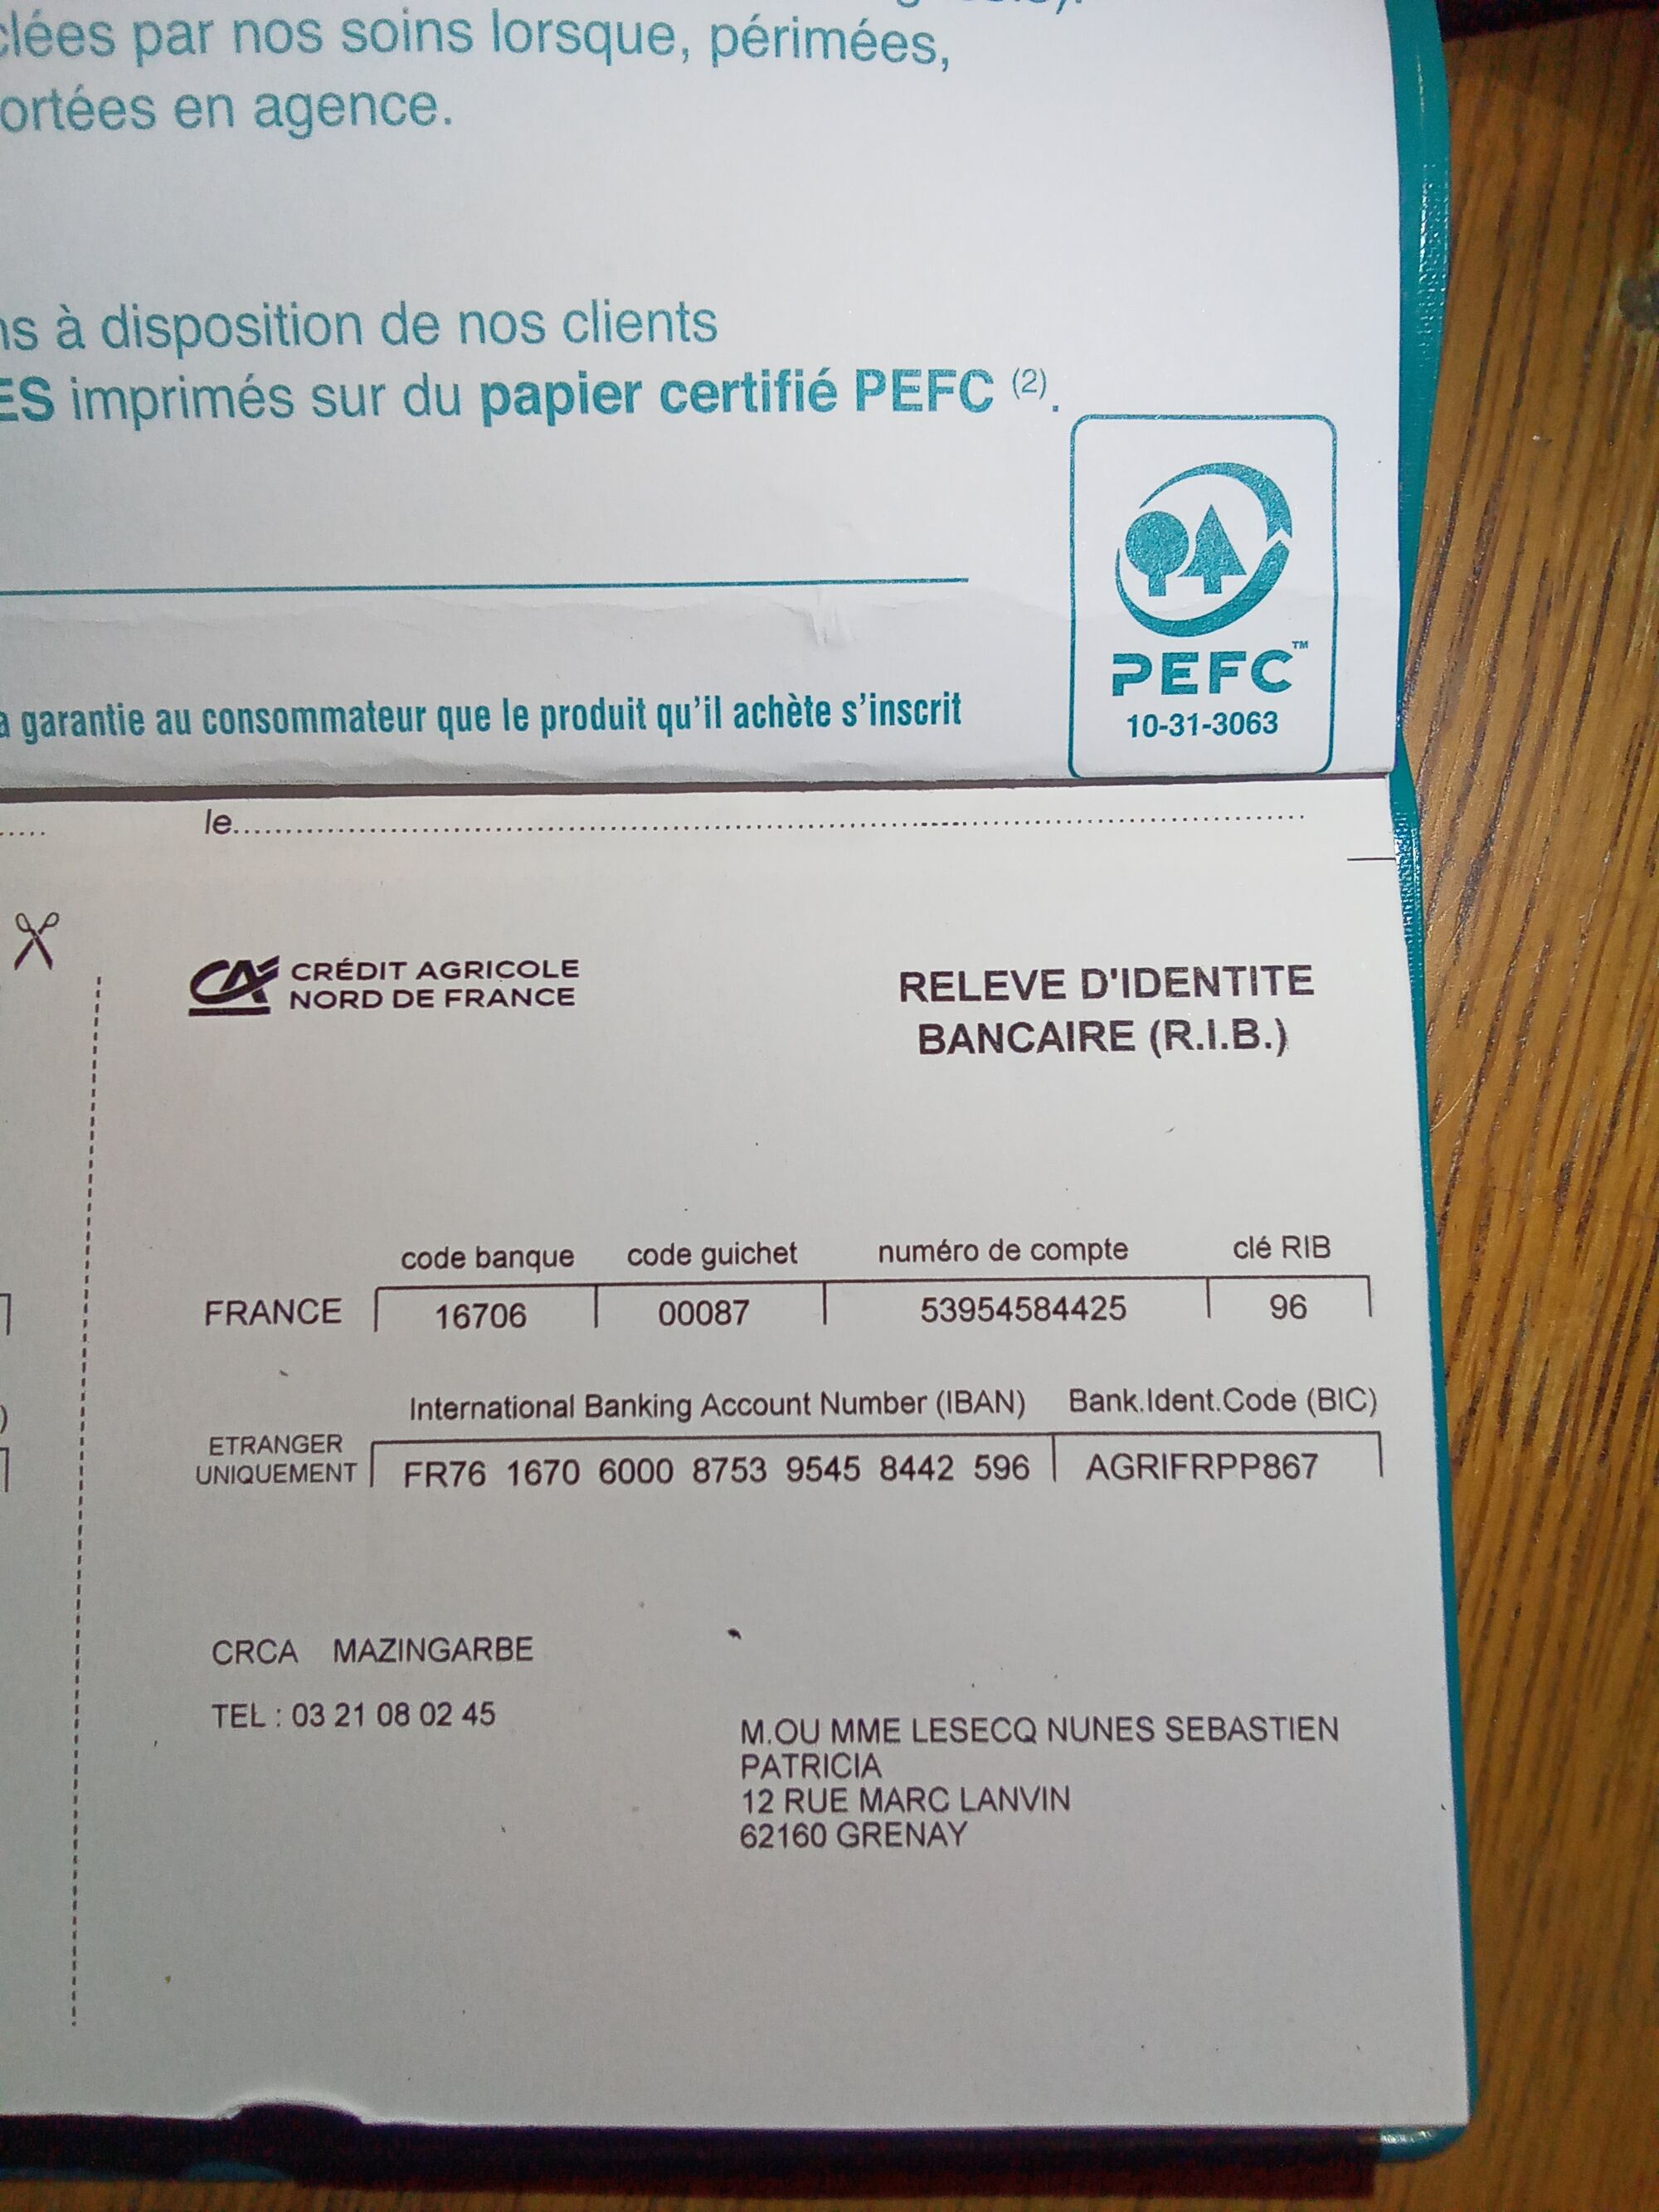 clées par nos soins lorsque, périmées,
ortées en agence.
ns à disposition de nos clients
ES imprimés sur du papier certifié PEFC (2).
PEFC™
10-31-3063
a garantie au consommateur que le produit qu'il achète s'inscrit
..... le..........................................................................................
CRÉDIT AGRICOLE
NORD DE FRANCE
RELEVE D'IDENTITE
BANCAIRE (R.I.B.)
code banque code guichet numéro de compte clé RIB
FRANCE 16706 00087 53954584425 96
International Banking Account Number (IBAN) Bank.Ident.Code (BIC)
ETRANGER
UNIQUEMENT FR76 1670 6000 8753 9545 8442 596 AGRIFRPP867
CRCA MAZINGARBE
TEL : 03 21 08 02 45
M.OU MME LESECQ NUNES SEBASTIEN
PATRICIA
12 RUE MARC LANVIN
62160 GRENAY